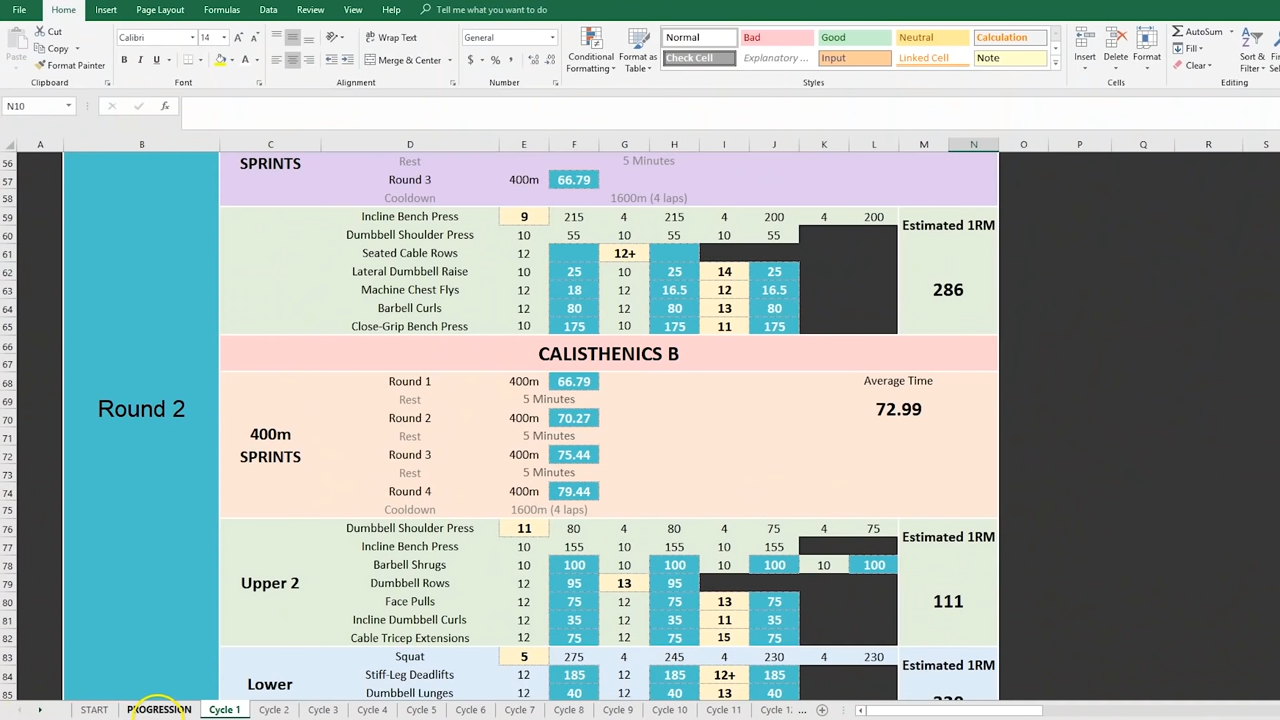 File Home Insert Page Layout Formulas Data Review View Help Tell me what you want to do
Cut
Copy
Format Painter
Paste
Calibri 14 A A
B I U A
Wrap Text
Merge & Center
General
$ % ,
Conditional Formatting
Format as Table
Normal Bad Good Neutral Calculation
Check Cell Explanatory ... Input Linked Cell Note
Insert Delete Format
AutoSum
Fill
Clear
Sort & Filter
Clipboard Font Alignment Number Styles Cells Editing
N10 fx
A B C D E F G H I J K L M N O P Q R S
56 SPRINTS Rest 5 Minutes
57 Round 3 400m 66.79
58 Cooldown 1600m (4 laps)
59 Incline Bench Press 9 215 4 215 4 200 4 200 Estimated 1RM
60 Dumbbell Shoulder Press 10 55 10 55 10 55
61 Seated Cable Rows 12 12+
62 Lateral Dumbbell Raise 10 25 10 25 14 25
63 Machine Chest Flys 12 18 12 16.5 12 16.5 286
64 Barbell Curls 12 80 12 80 13 80
65 Close-Grip Bench Press 10 175 10 175 11 175
66
67 CALISTHENICS B
68 Round 1 400m 66.79 Average Time
69 Rest 5 Minutes
70 Round 2 Round 2 400m 70.27 72.99
71 400m SPRINTS Rest 5 Minutes
72 Round 3 400m 75.44
73 Rest 5 Minutes
74 Round 4 400m 79.44
75 Cooldown 1600m (4 laps)
76 Dumbbell Shoulder Press 11 80 4 80 4 75 4 75 Estimated 1RM
77 Incline Bench Press 10 155 10 155 10 155
78 Barbell Shrugs 10 100 10 100 10 100 10 100
79 Upper 2 Dumbbell Rows 12 95 13 95
80 Face Pulls 12 75 12 75 13 75 111
81 Incline Dumbbell Curls 12 35 12 35 11 35
82 Cable Tricep Extensions 12 75 12 75 15 75
83 Squat 5 275 4 245 4 230 4 230 Estimated 1RM
84 Lower Stiff-Leg Deadlifts 12 185 12 185 12+ 185
85 Dumbbell Lunges 12 40 12 40 13 40
START PROGRESSION Cycle 1 Cycle 2 Cycle 3 Cycle 4 Cycle 5 Cycle 6 Cycle 7 Cycle 8 Cycle 9 Cycle 10 Cycle 11 Cycle 1: ...